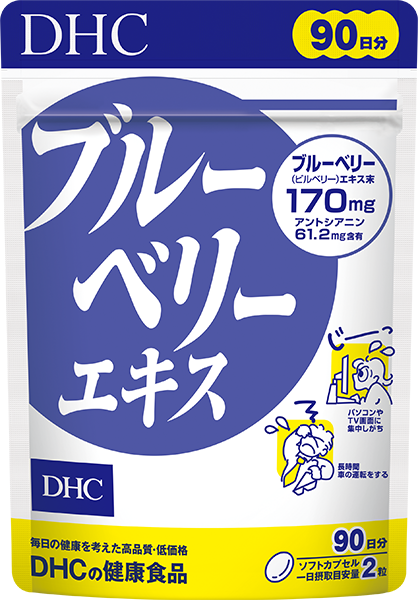 DHC
90日分
ブルー
ベリー
エキス
ブルーベリー
(ビルベリー)エキス末
170mg
アントシアニン
61.2mg含有
じーっ
パソコンや
TV画面に
集中しがち
長時間
車の運転をする
DHC
毎日の健康を考えた高品質・低価格
DHCの健康食品
90日分
ソフトカプセル
一日摂取目安量 2粒